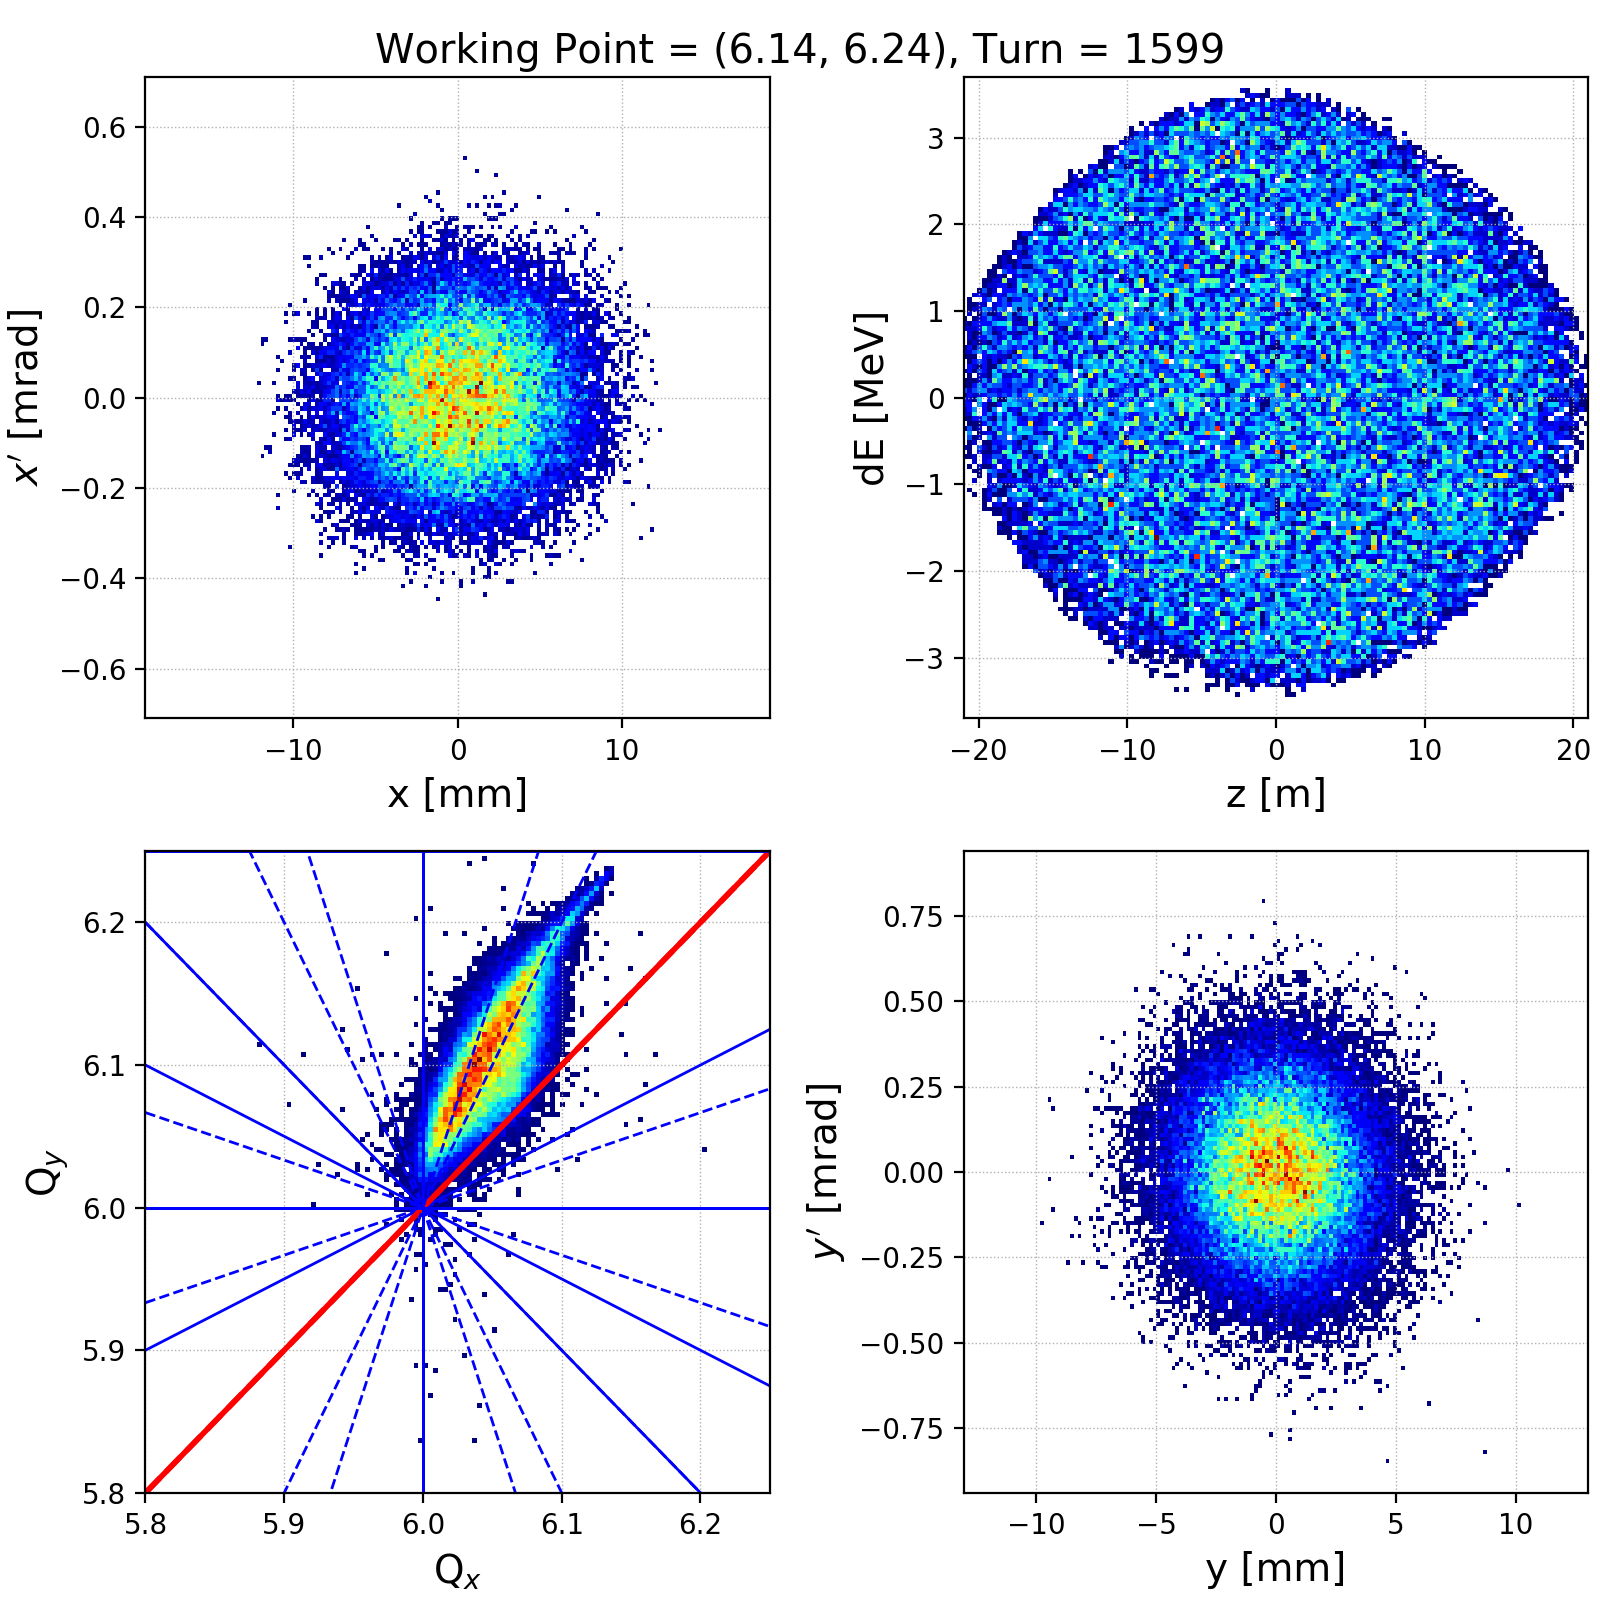 Working Point = (6.14, 6.24), Turn = 1599
0.6
0.4
0.2
0.0
−0.2
−0.4
−0.6
x′ [mrad]
−10 0 10
x [mm]
3
2
1
0
−1
−2
−3
dE [MeV]
−20 −10 0 10 20
z [m]
6.2
6.1
6.0
5.9
5.8
Qy
5.8 5.9 6.0 6.1 6.2
Qx
0.75
0.50
0.25
0.00
−0.25
−0.50
−0.75
y′ [mrad]
−10 −5 0 5 10
y [mm]